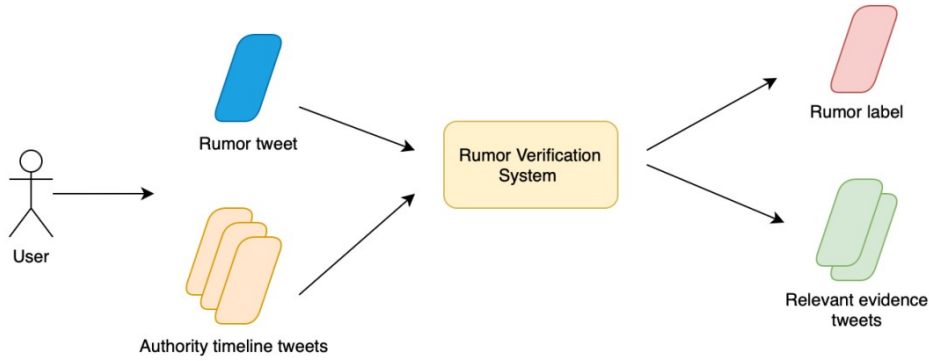 Rumor tweet
User
Authority timeline tweets
Rumor Verification
System
Rumor label
Relevant evidence
tweets